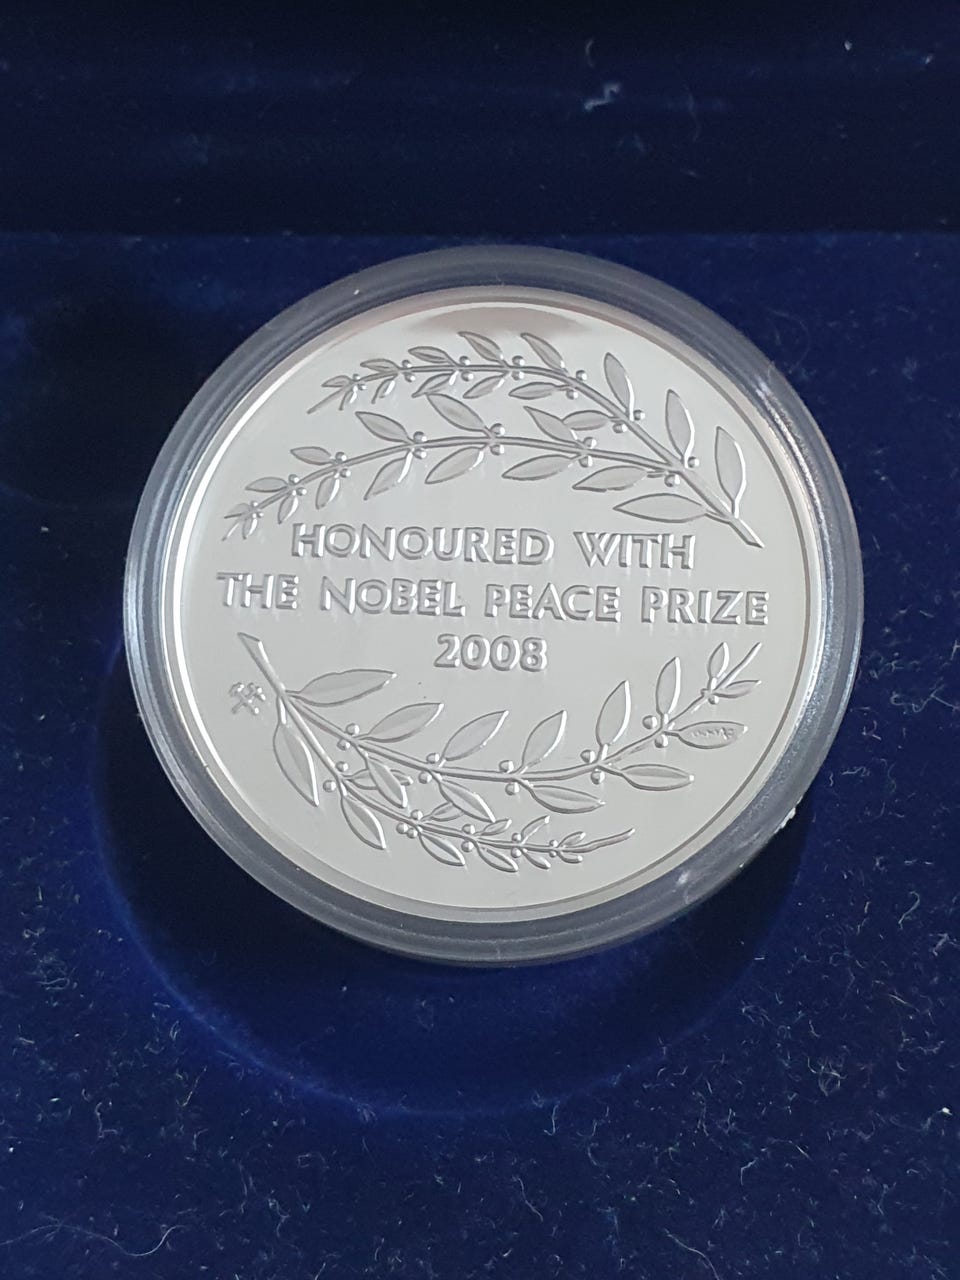 HONOURED WITH
THE NOBEL PEACE PRIZE
2008